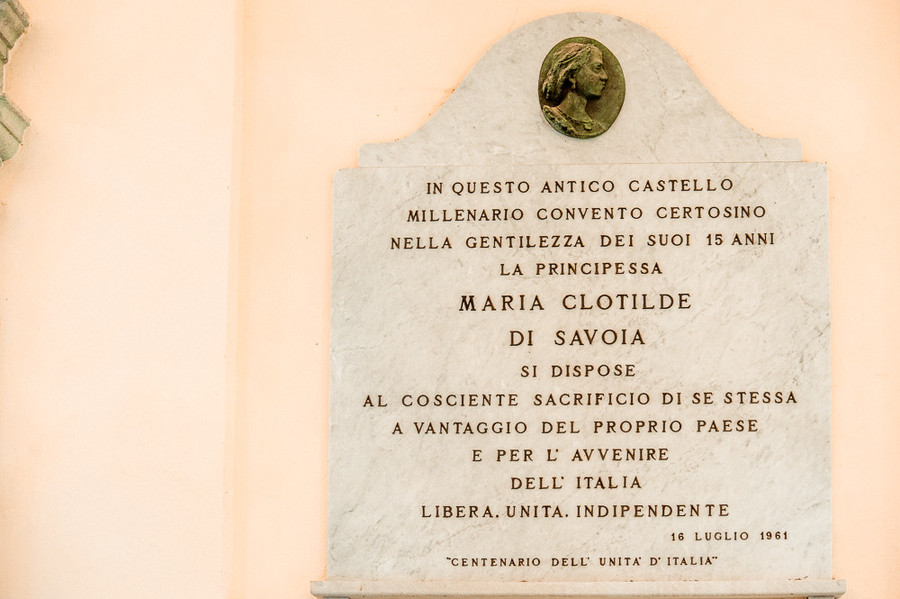 IN QUESTO ANTICO CASTELLO
MILLENARIO CONVENTO CERTOSINO
NELLA GENTILEZZA DEI SUOI 15 ANNI
LA PRINCIPESSA
MARIA CLOTILDE
DI SAVOIA
SI DISPOSE
AL COSCIENTE SACRIFICIO DI SE STESSA
A VANTAGGIO DEL PROPRIO PAESE
E PER L' AVVENIRE
DELL' ITALIA
LIBERA. UNITA. INDIPENDENTE
16 LUGLIO 1961
"CENTENARIO DELL' UNITA' D' ITALIA"